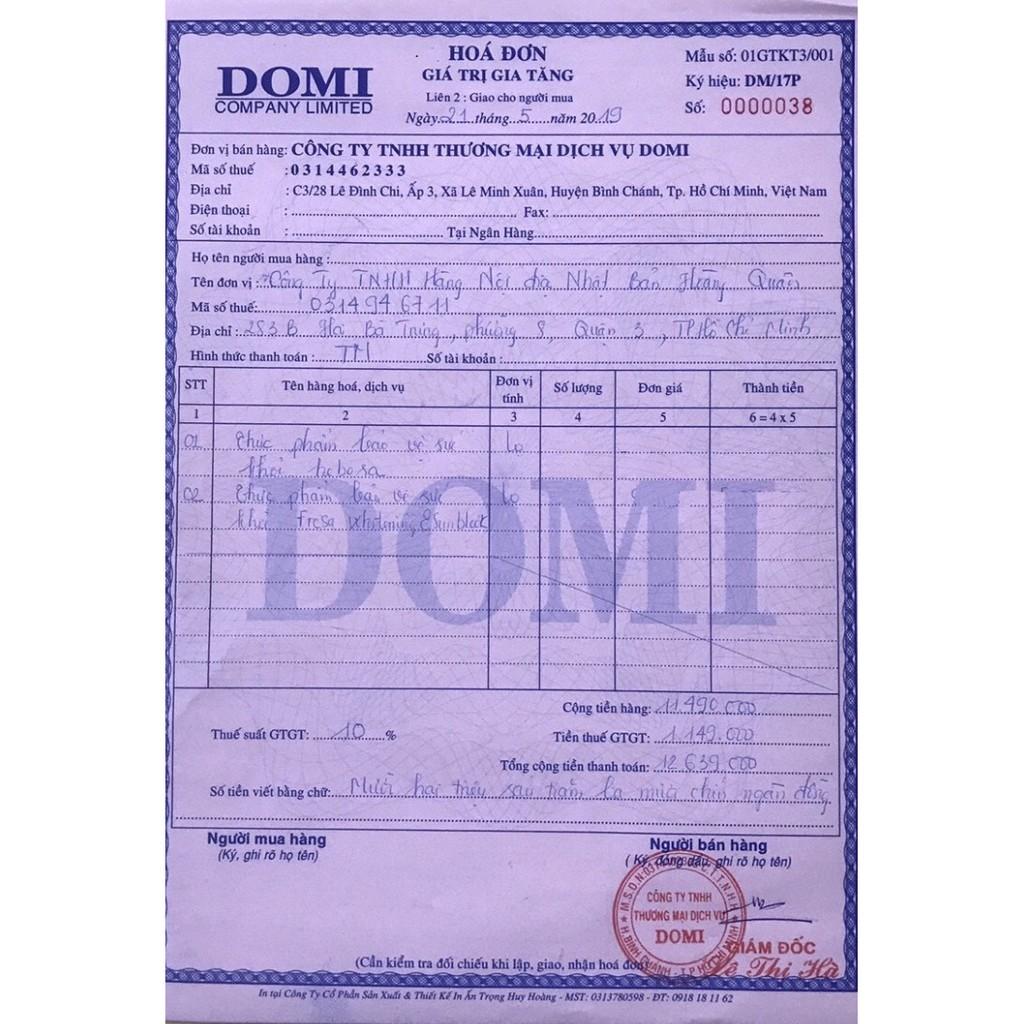 DOMI
COMPANY LIMITED
HOÁ ĐƠN
GIÁ TRỊ GIA TĂNG
Liên 2 : Giao cho người mua
Ngày 21 tháng 5 năm 2019
Mẫu số: 01GTKT3/001
Ký hiệu: DM/17P
Số: 0000038
Đơn vị bán hàng: CÔNG TY TNHH THƯƠNG MẠI DỊCH VỤ DOMI
Mã số thuế : 0314462333
Địa chỉ : C3/28 Lê Đình Chi, Ấp 3, Xã Lê Minh Xuân, Huyện Bình Chánh, Tp. Hồ Chí Minh, Việt Nam
Điện thoại : Fax:
Số tài khoản : Tại Ngân Hàng
Họ tên người mua hàng :
Tên đơn vị : Công Ty TNHH Hàng Nội địa Nhật Bản Hoàng Quân
Mã số thuế: 0314946711
Địa chỉ : 253B Hai Bà Trưng, phường 8, Quận 3, TP Hồ Chí Minh
Hình thức thanh toán : TM Số tài khoản :
STT Tên hàng hoá, dịch vụ Đơn vị tính Số lượng Đơn giá Thành tiền
1 2 3 4 5 6 = 4 x 5
01 Thực phẩm bảo vệ sức lọ
khỏe
02 Thực phẩm bảo vệ sức lọ
khỏe Fresa Whitening & Sunblock
DOMI
Cộng tiền hàng: 11.490.000
Thuế suất GTGT: 10 % Tiền thuế GTGT: 1.149.000
Tổng cộng tiền thanh toán: 12.639.000
Số tiền viết bằng chữ: Mười hai triệu sáu trăm ba mươi chín ngàn đồng
Người mua hàng
(Ký, ghi rõ họ tên)
Người bán hàng
( Ký, đóng dấu, ghi rõ họ tên)
CÔNG TY TNHH
THƯƠNG MẠI DỊCH VỤ
DOMI
GIÁM ĐỐC
Lê Thị Hà
(Cần kiểm tra đối chiếu khi lập, giao, nhận hoá đơn)
In tại Công Ty Cổ Phần Sản Xuất & Thiết Kế In Ấn Trọng Huy Hoàng - MST: 0313780598 - ĐT: 0918 18 11 62